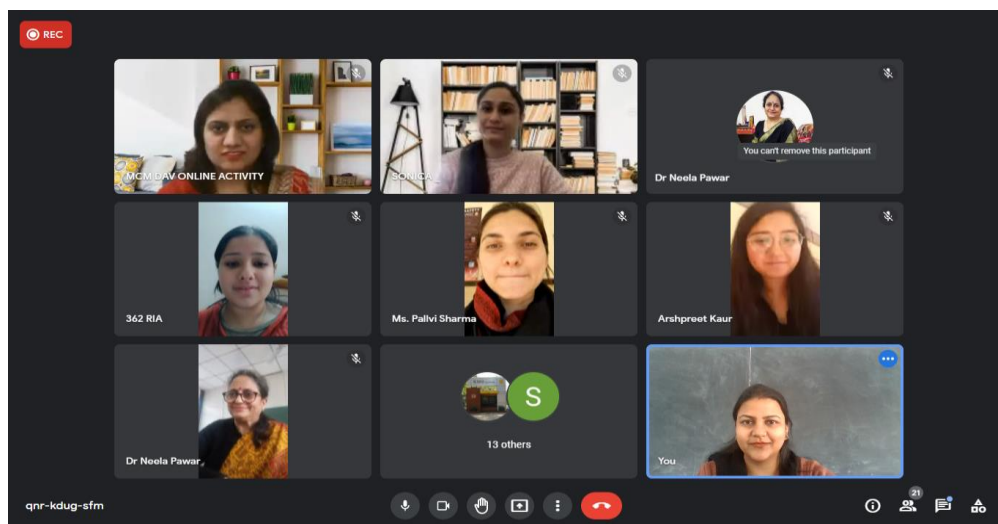 REC
MCM DAV ONLINE ACTIVITY
SONICA
You can't remove this participant
Dr Neela Pawar
362 RIA
Ms. Pallvi Sharma
Arshpreet Kaur
Dr Neela Pawar
S
13 others
You
qnr-kdug-sfm
21